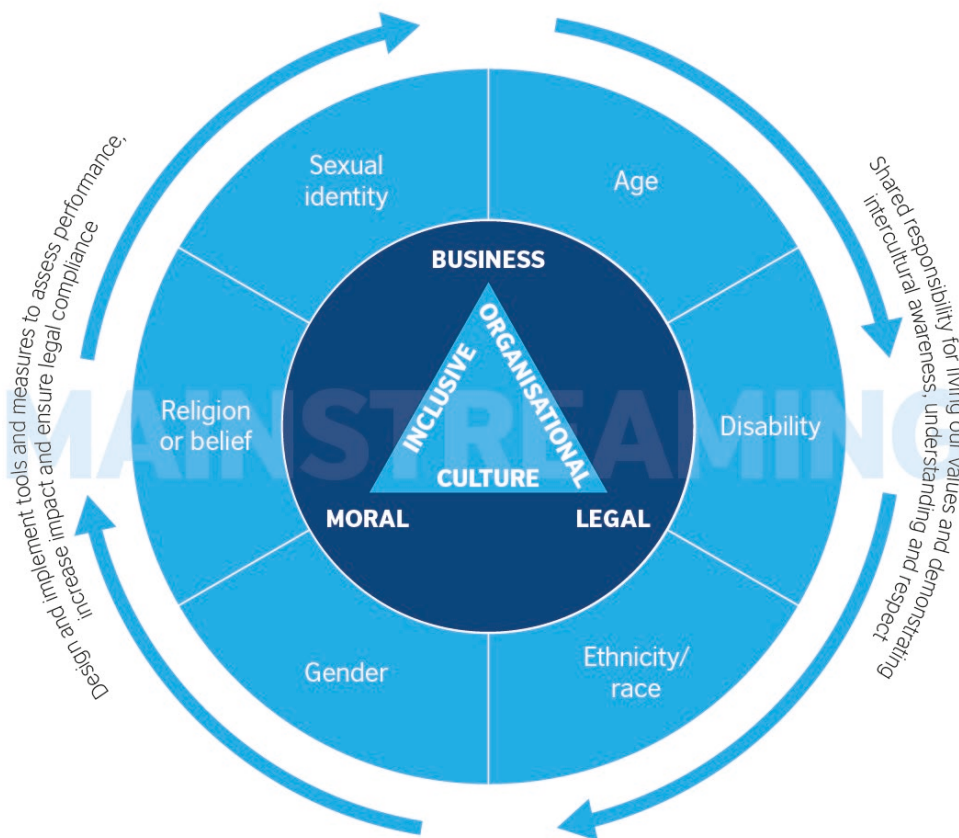 Design and implement tools and measures to assess performance,
increase impact and ensure legal compliance
Shared responsibility for living our values and demonstrating
intercultural awareness, understanding and respect
Sexual
identity
Age
Religion
or belief
Disability
Gender
Ethnicity/
race
BUSINESS
INCLUSIVE
ORGANISATIONAL
CULTURE
MORAL
LEGAL
MAINSTREAMING